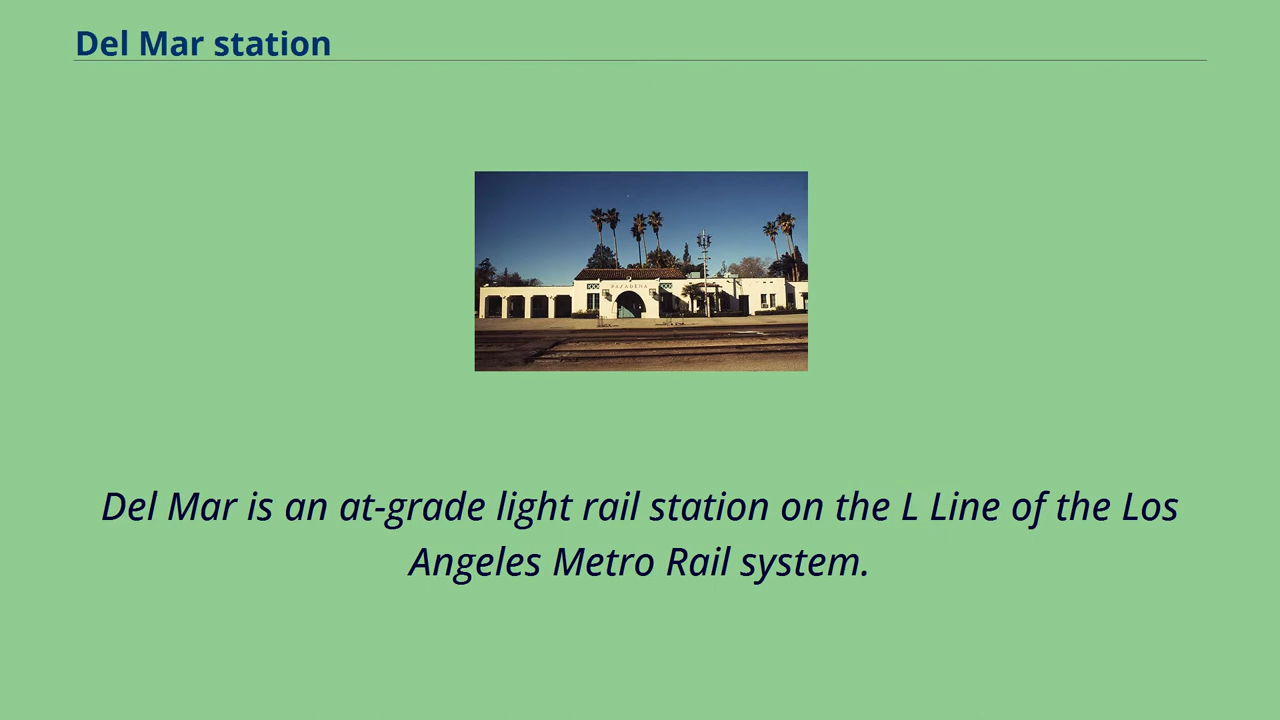 Del Mar station
PASADENA
Del Mar is an at-grade light rail station on the L Line of the Los
Angeles Metro Rail system.